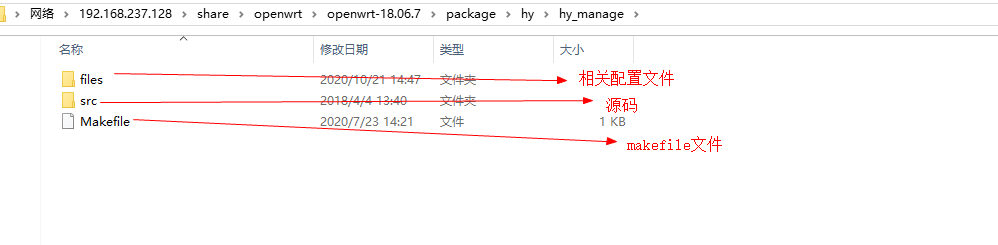 网络 > 192.168.237.128 > share > openwrt > openwrt-18.06.7 > package > hy > hy_manage >
名称 修改日期 类型 大小
files 2020/10/21 14:47 文件夹 相关配置文件
src 2018/4/4 13:40 文件夹 源码
Makefile 2020/7/23 14:21 文件 1 KB
makefile文件